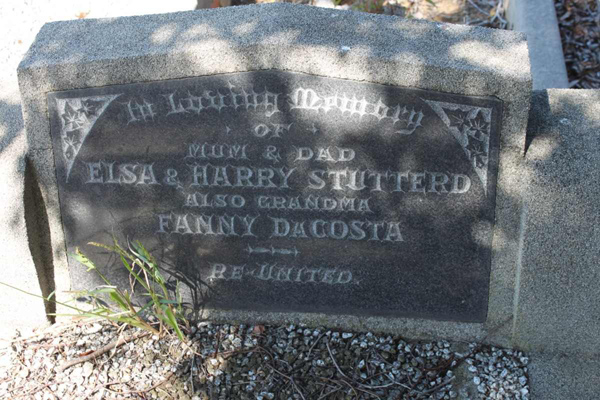 In Loving Memory
OF
MUM & DAD
ELSA & HARRY STUTTERD
ALSO GRANDMA
FANNY DACOSTA
RE-UNITED.